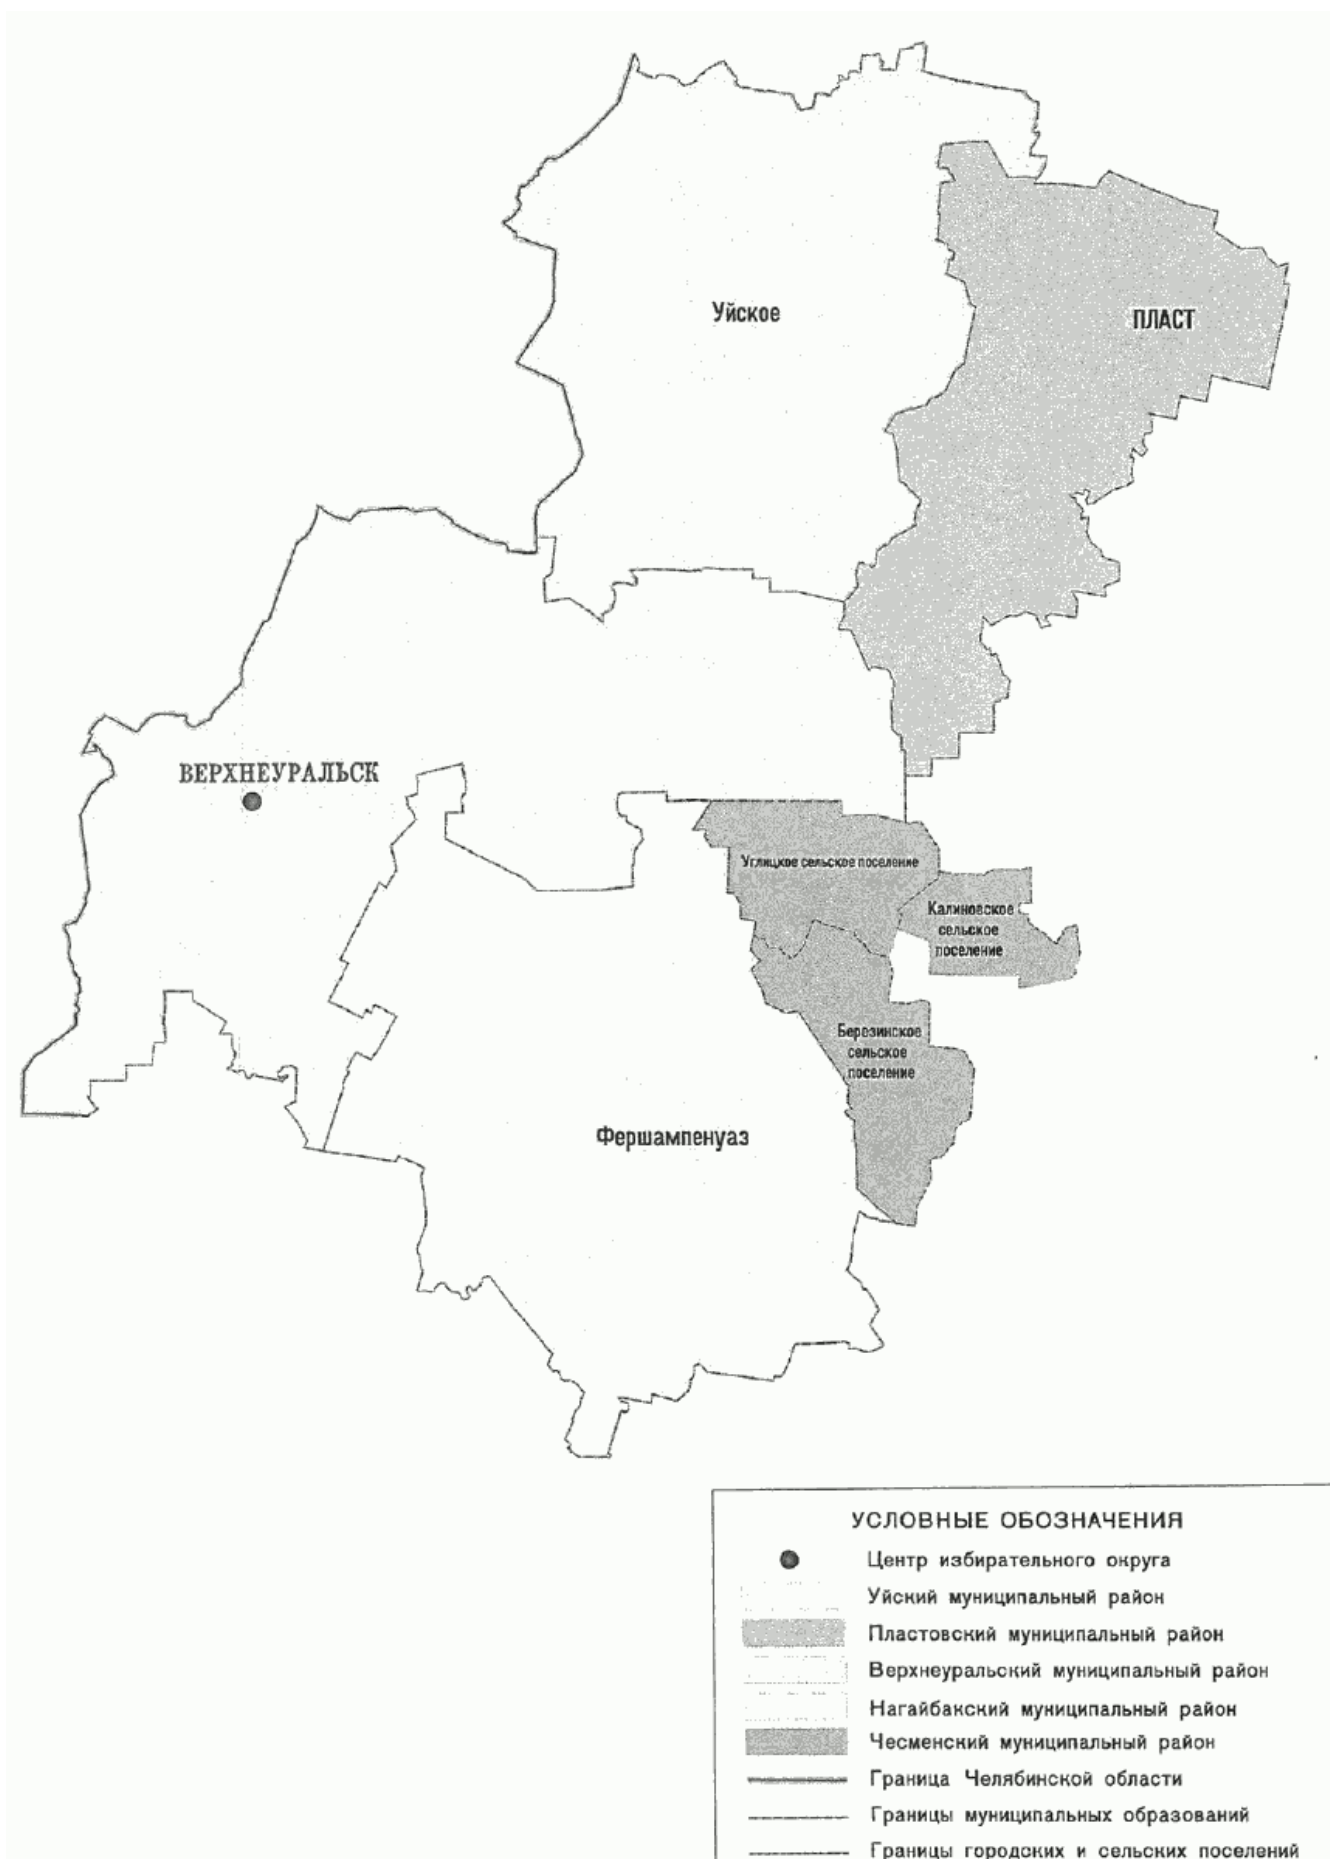 Уйское
ПЛАСТ
ВЕРХНЕУРАЛЬСК
Углицкое сельское поселение
Калиновское
сельское
поселение
Березинское
сельское
поселение
Фершампенуаз
УСЛОВНЫЕ ОБОЗНАЧЕНИЯ
Центр избирательного округа
Уйский муниципальный район
Пластовский муниципальный район
Верхнеуральский муниципальный район
Нагайбакский муниципальный район
Чесменский муниципальный район
Граница Челябинской области
Границы муниципальных образований
Границы городских и сельских поселений